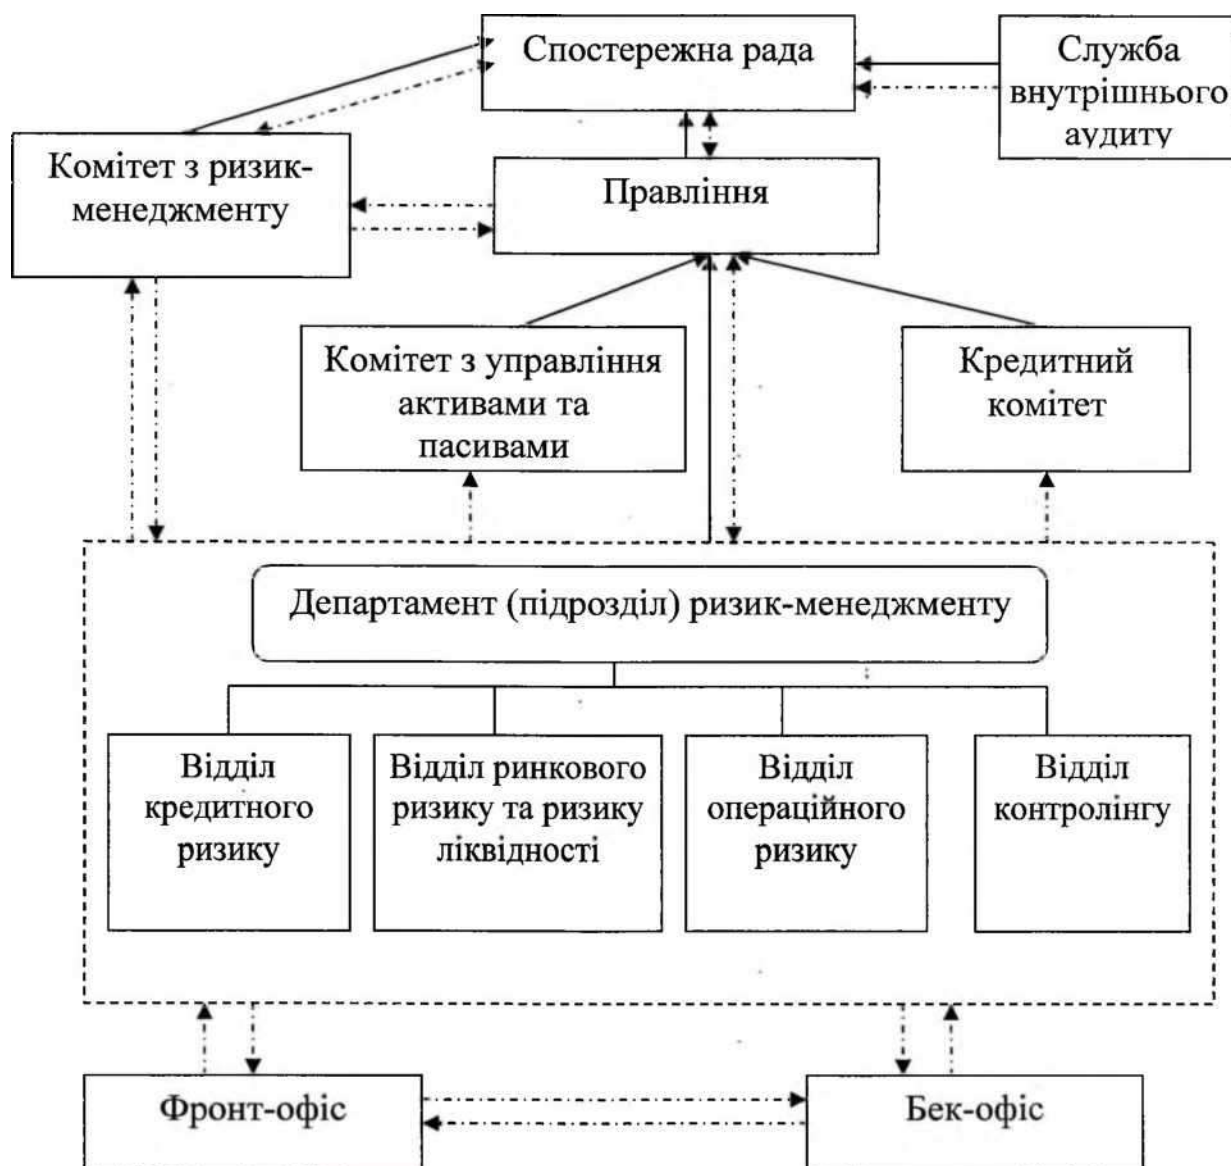 Спостережна рада
Служба
внутрішнього
аудиту
Комітет з ризик-
менеджменту
Правління
Комітет з управління
активами та
пасивами
Кредитний
комітет
Департамент (підрозділ) ризик-менеджменту
Відділ
кредитного
ризику
Відділ ринкового
ризику та ризику
ліквідності
Відділ
операційного
ризику
Відділ
контролінгу
Фронт-офіс
Бек-офіс